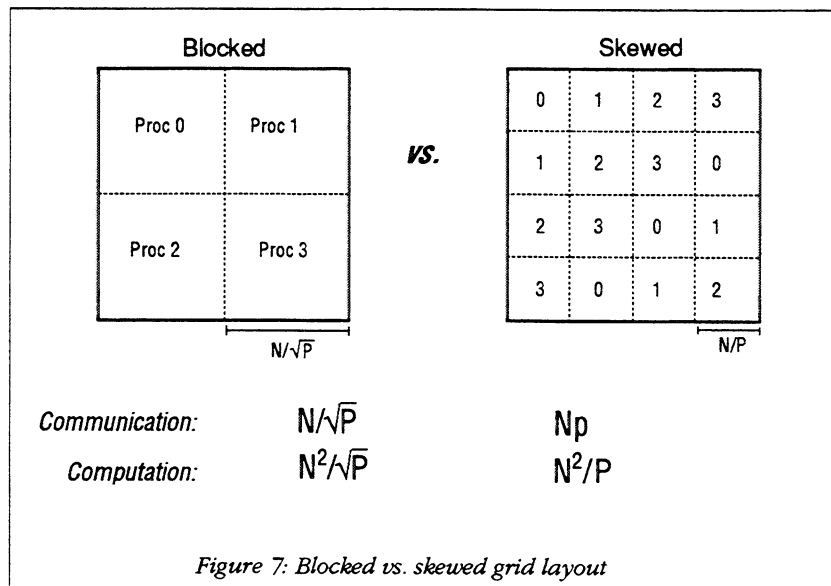 Blocked
Skewed
Proc 0 Proc 1
Proc 2 Proc 3
N/√P
vs.
0 1 2 3
1 2 3 0
2 3 0 1
3 0 1 2
N/P
Communication: N/√P Np
Computation: N²/√P N²/P
Figure 7: Blocked vs. skewed grid layout